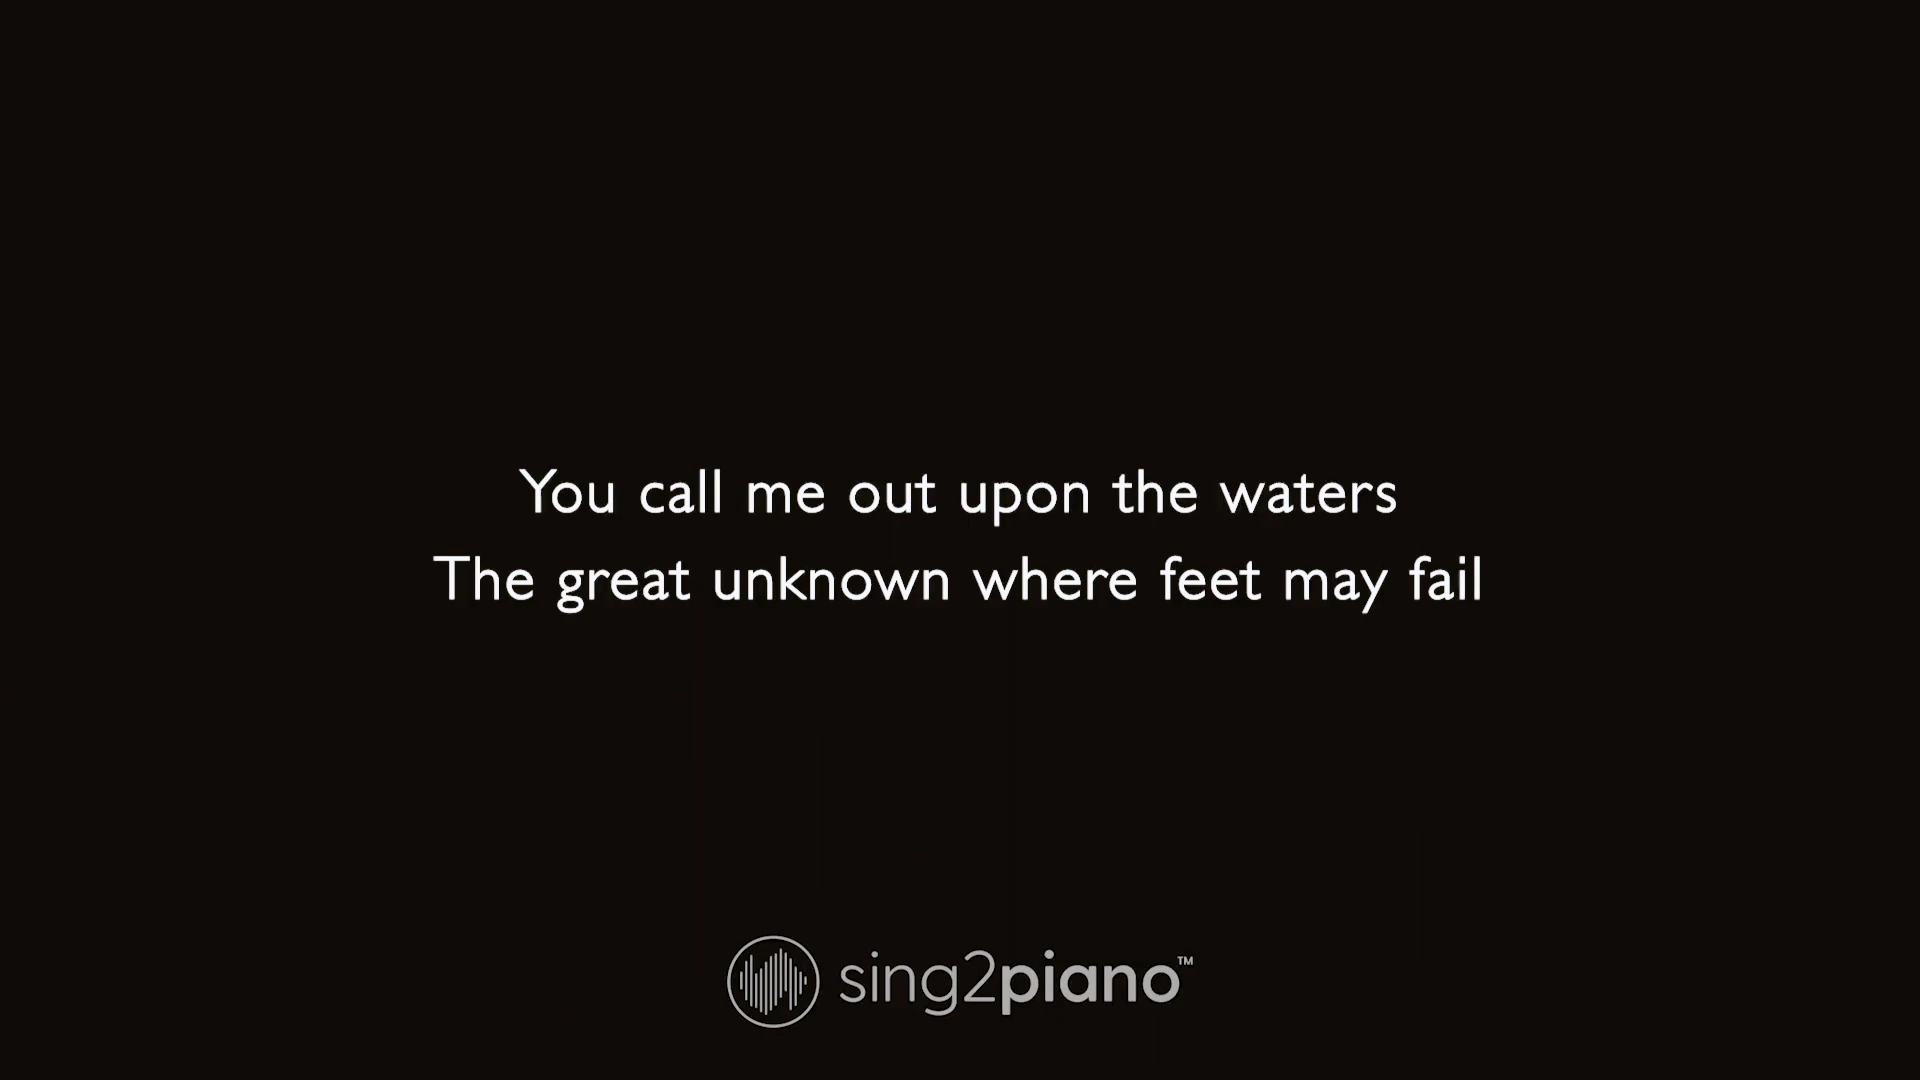 You call me out upon the waters
The great unknown where feet may fail
sing2piano™